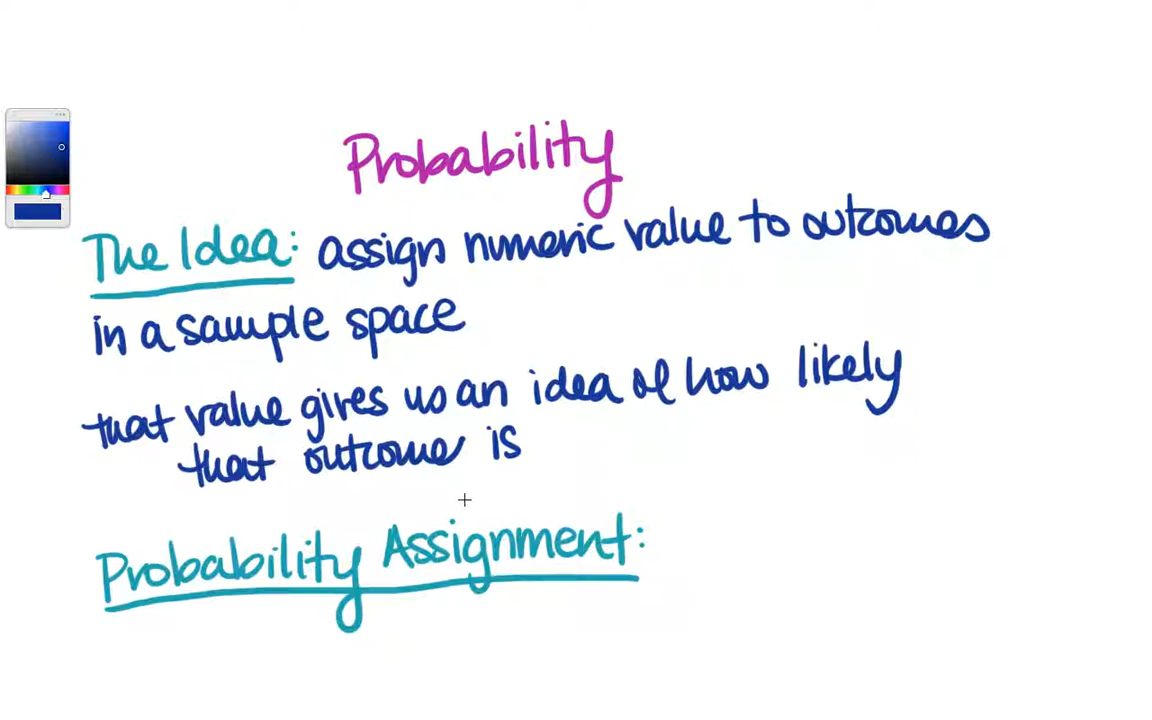 Probability
The Idea: assign numeric value to outcomes
in a sample space
that value gives us an idea of how likely
that outcome is
Probability Assignment: